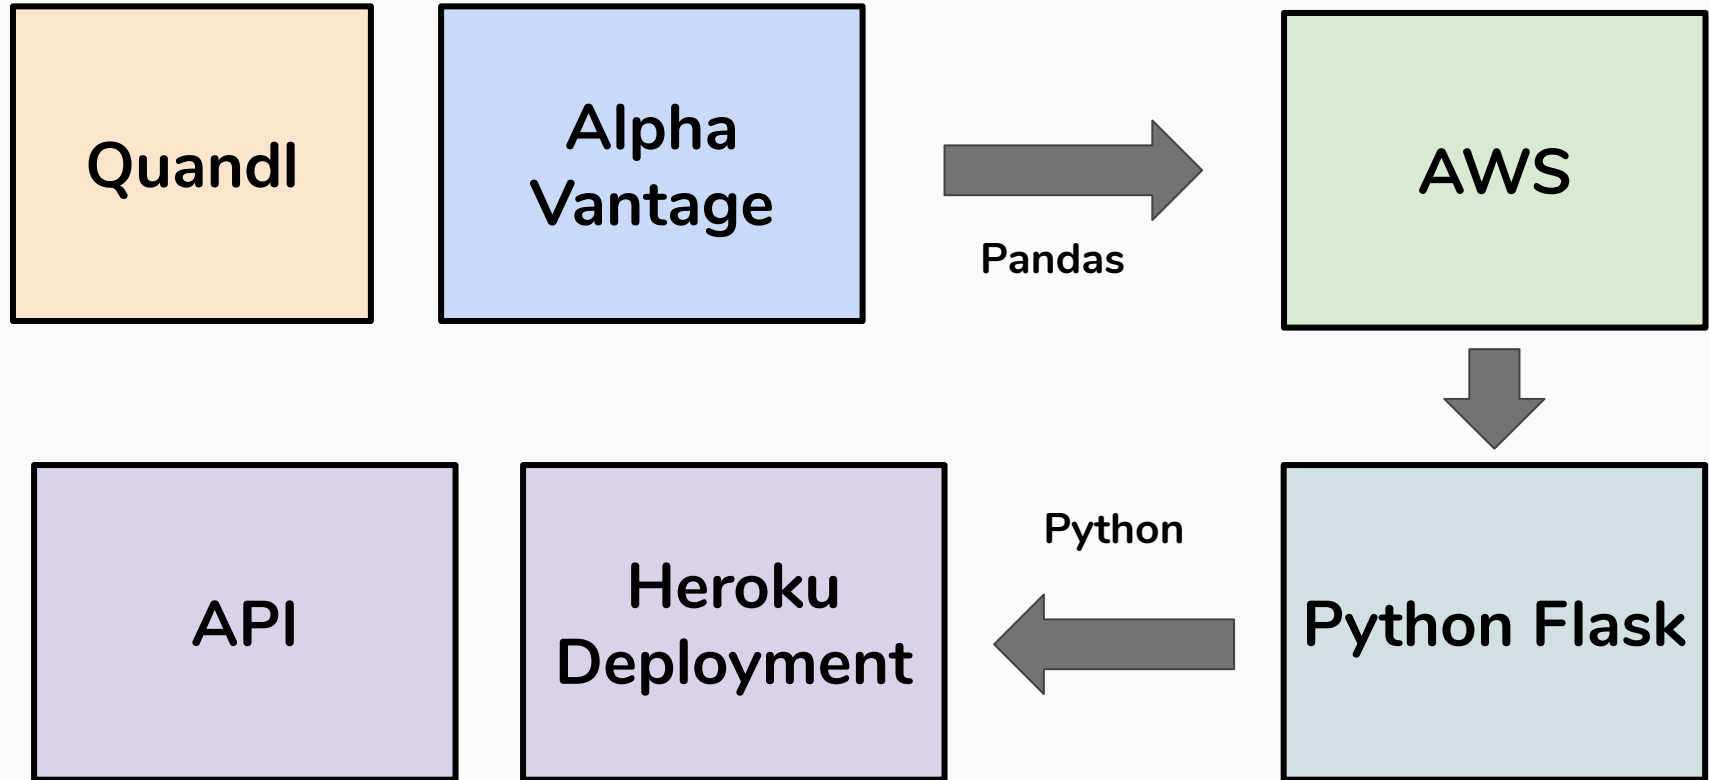 Quandl
Alpha
Vantage
Pandas
AWS
API
Heroku
Deployment
Python
Python Flask